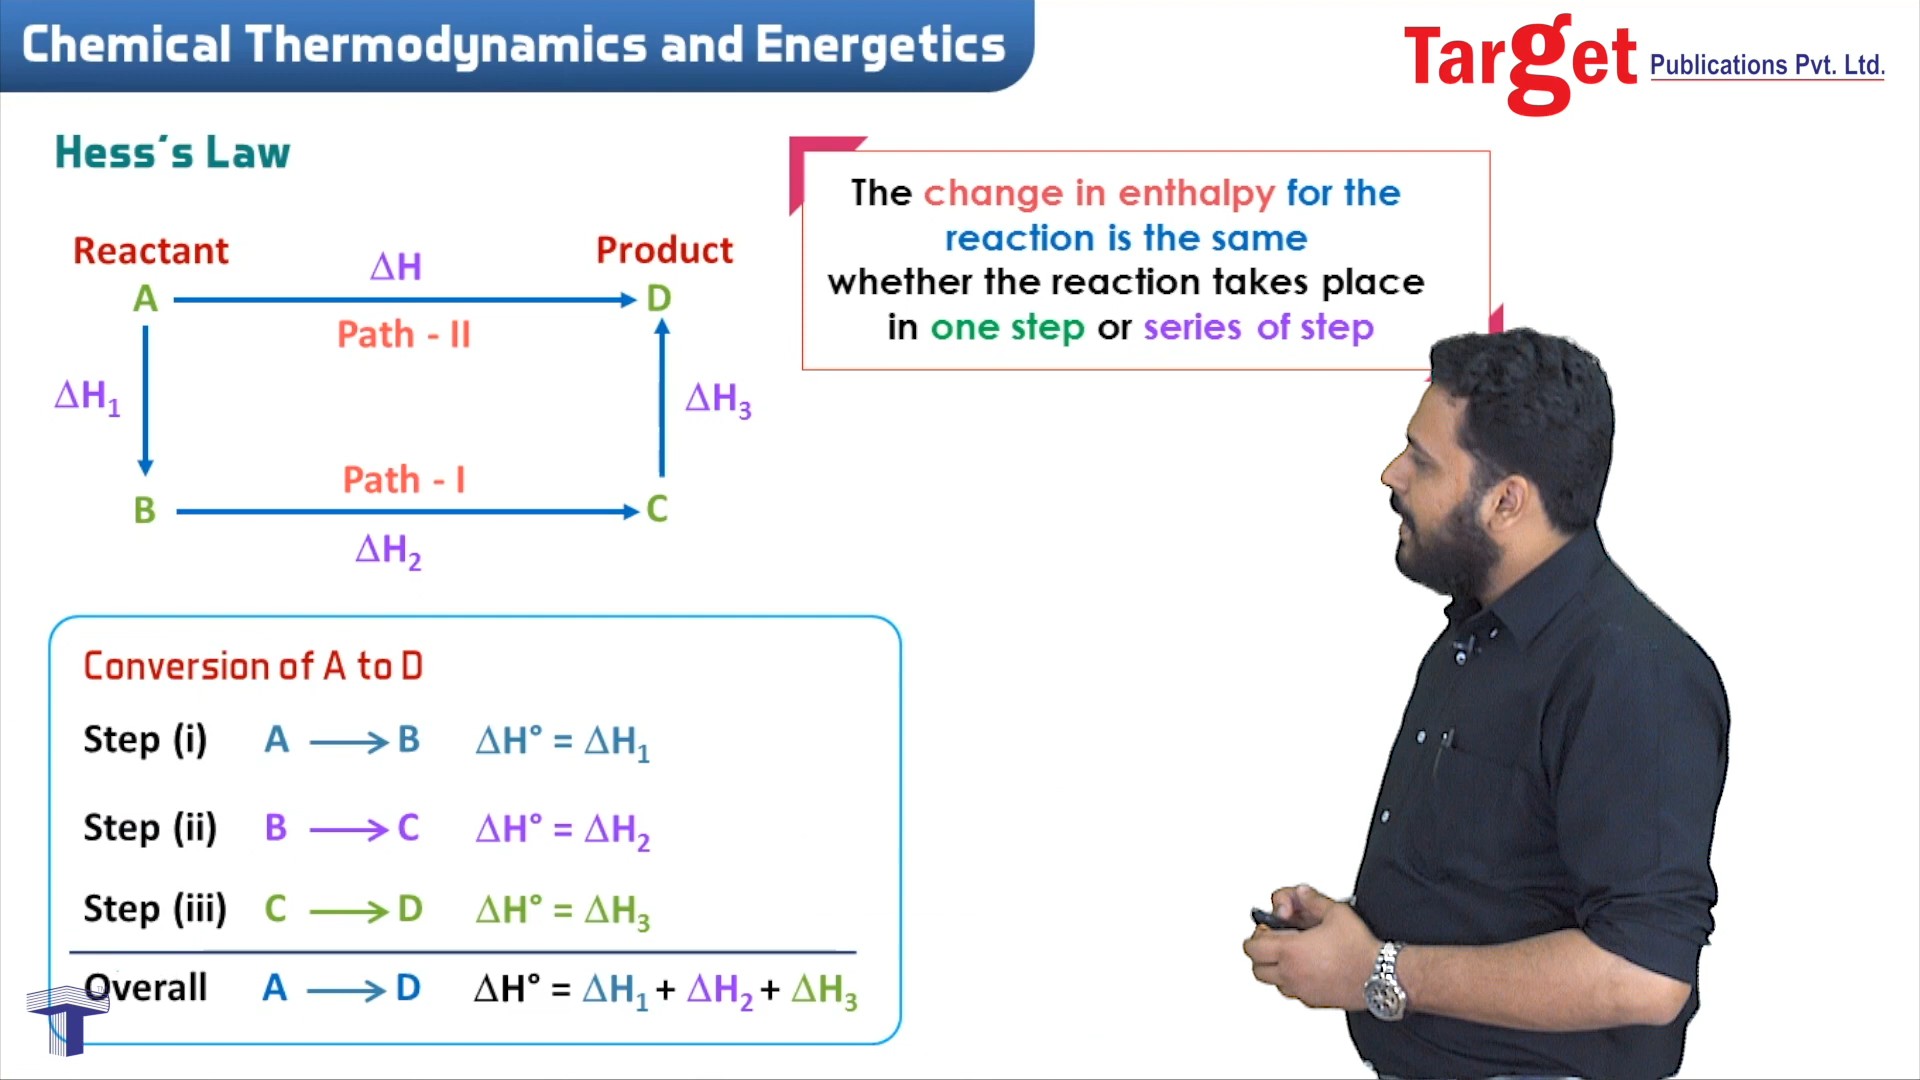 Chemical Thermodynamics and Energetics
Target Publications Pvt. Ltd.
Hess's Law
The change in enthalpy for the
reaction is the same
whether the reaction takes place
in one step or series of step
Reactant ΔH Product
A D
Path - II
ΔH₁ ΔH₃
Path - I
B C
ΔH₂
Conversion of A to D
Step (i) A ⟶ B ΔH° = ΔH₁
Step (ii) B ⟶ C ΔH° = ΔH₂
Step (iii) C ⟶ D ΔH° = ΔH₃
Overall A ⟶ D ΔH° = ΔH₁ + ΔH₂ + ΔH₃